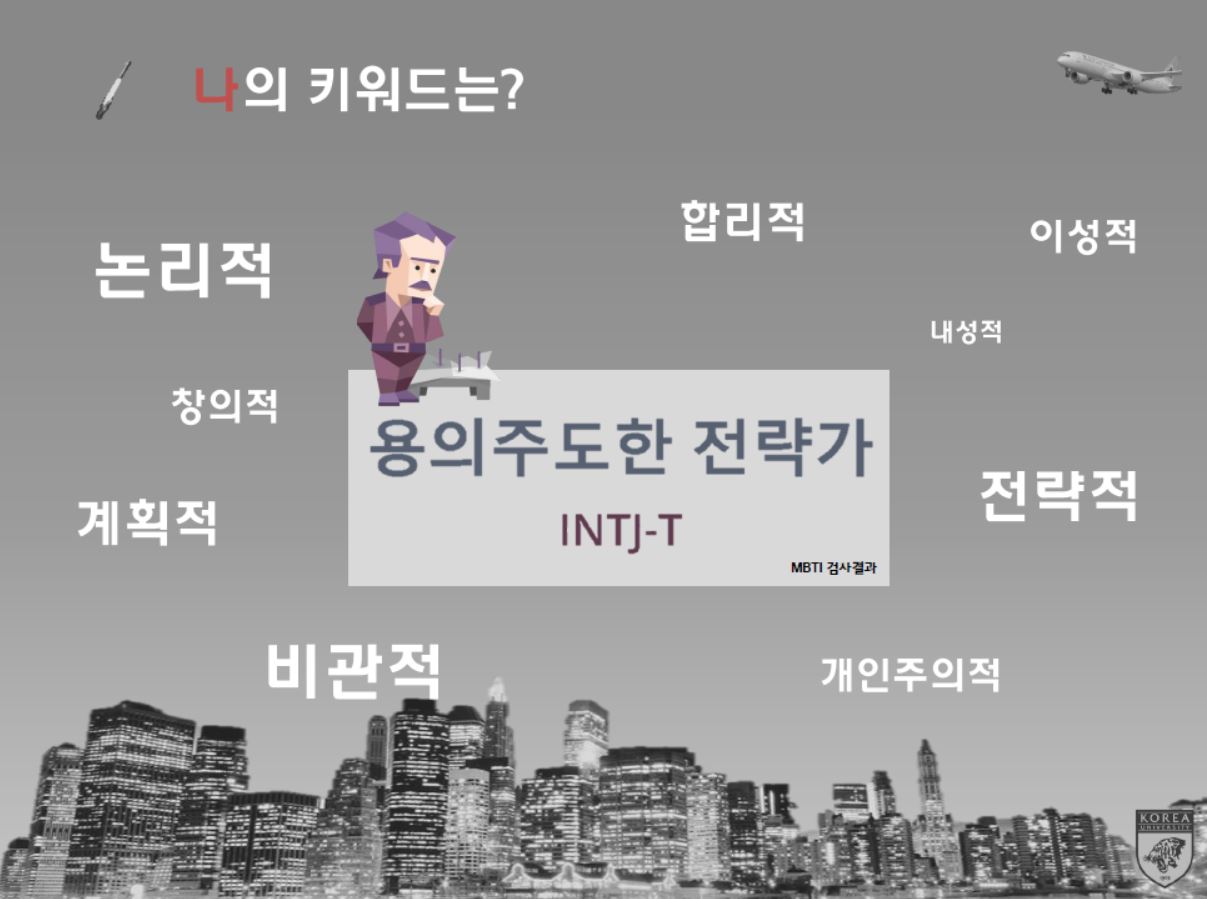 나의 키워드는?
합리적
이성적
논리적
내성적
창의적
용의주도한 전략가
전략적
계획적
INTJ-T
MBTI 검사결과
비관적
개인주의적
KOREA
UNIVERSITY